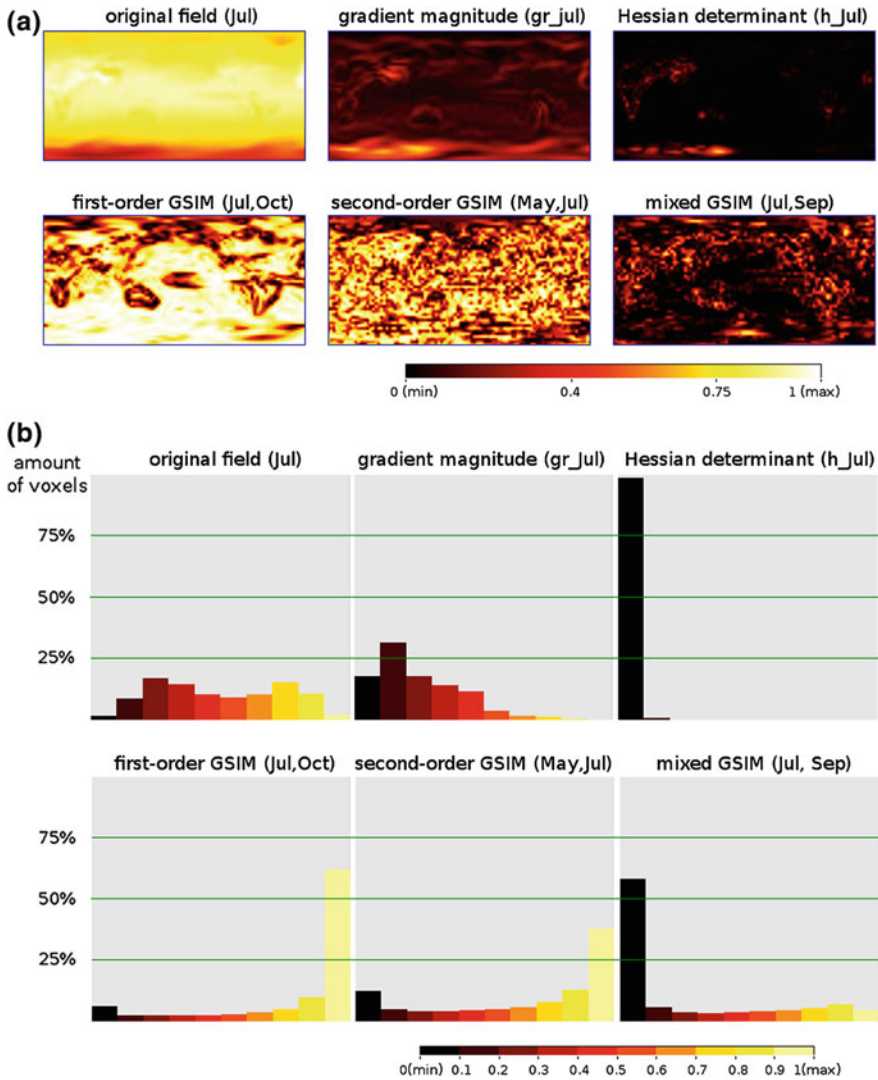 (a)
original field (Jul)
gradient magnitude (gr_jul)
Hessian determinant (h_Jul)
first-order GSIM (Jul,Oct)
second-order GSIM (May,Jul)
mixed GSIM (Jul,Sep)
0 (min) 0.4 0.75 1 (max)
(b)
amount
of voxels
original field (Jul)
gradient magnitude (gr_Jul)
Hessian determinant (h_Jul)
75%
50%
25%
first-order GSIM (Jul,Oct)
second-order GSIM (May,Jul)
mixed GSIM (Jul, Sep)
75%
50%
25%
0(min) 0.1 0.2 0.3 0.4 0.5 0.6 0.7 0.8 0.9 1(max)